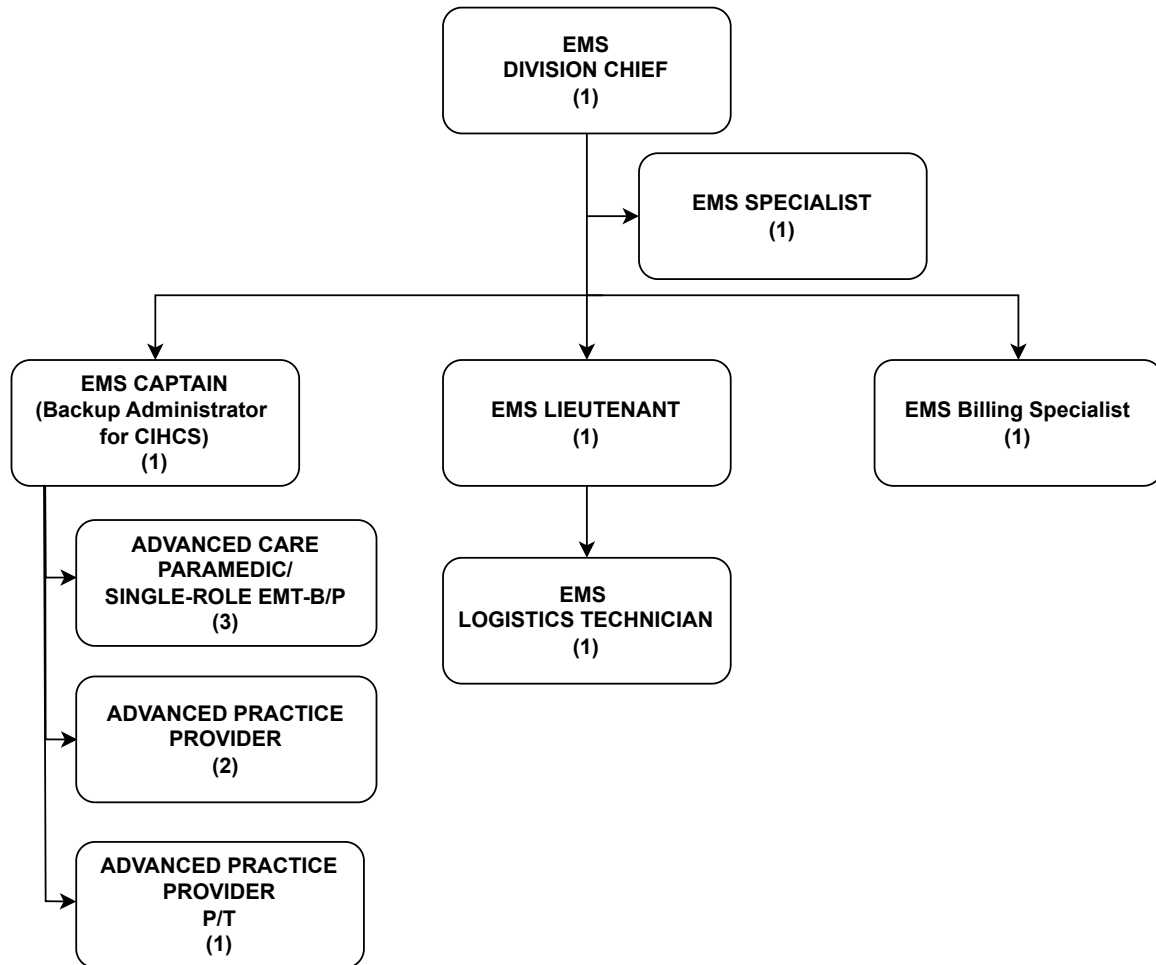 EMS
DIVISION CHIEF
(1)
EMS SPECIALIST
(1)
EMS CAPTAIN
(Backup Administrator
for CIHCS)
(1)
EMS LIEUTENANT
(1)
EMS Billing Specialist
(1)
ADVANCED CARE
PARAMEDIC/
SINGLE-ROLE EMT-B/P
(3)
EMS
LOGISTICS TECHNICIAN
(1)
ADVANCED PRACTICE
PROVIDER
(2)
ADVANCED PRACTICE
PROVIDER
P/T
(1)